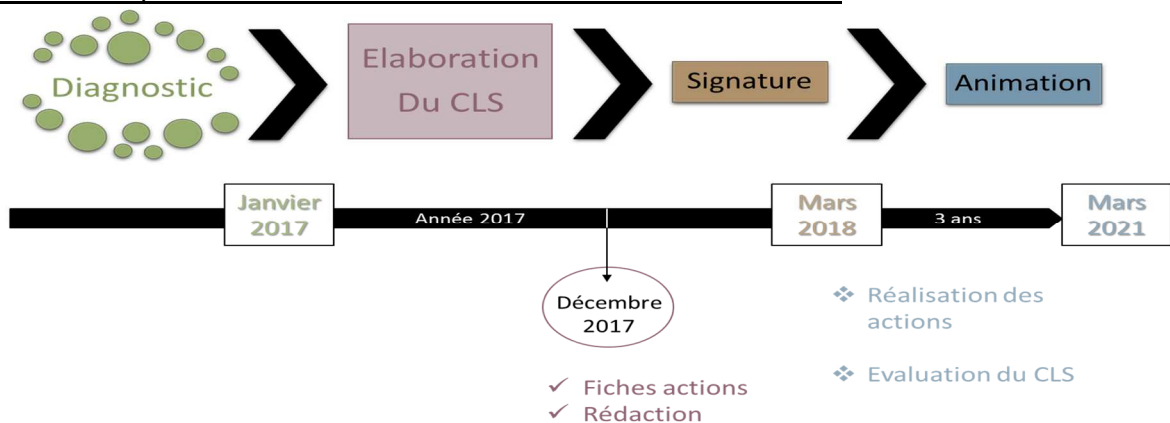 Diagnostic
Elaboration
Du CLS
Signature
Animation
Janvier
2017
Année 2017
Mars
2018
3 ans
Mars
2021
Décembre
2017
Fiches actions
Rédaction
Réalisation des
actions
Evaluation du CLS